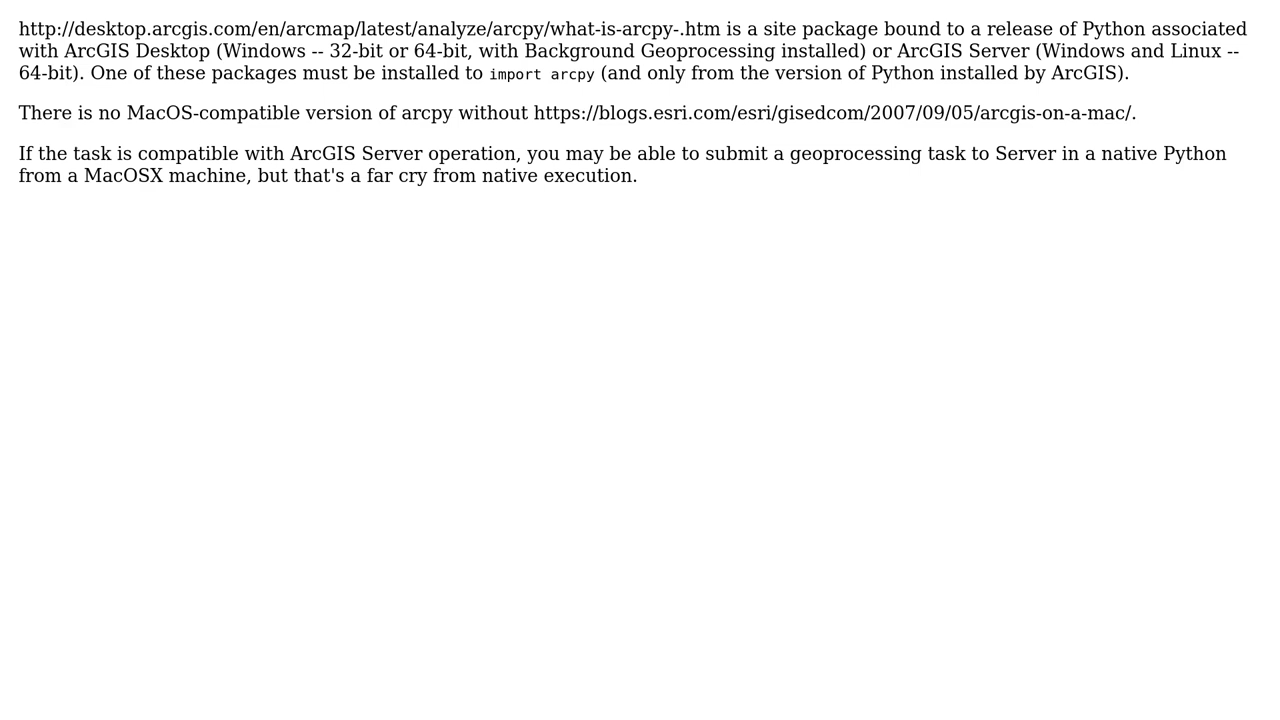 http://desktop.arcgis.com/en/arcmap/latest/analyze/arcpy/what-is-arcpy-.htm is a site package bound to a release of Python associated
with ArcGIS Desktop (Windows -- 32-bit or 64-bit, with Background Geoprocessing installed) or ArcGIS Server (Windows and Linux --
64-bit). One of these packages must be installed to import arcpy (and only from the version of Python installed by ArcGIS).
There is no MacOS-compatible version of arcpy without https://blogs.esri.com/esri/gisedcom/2007/09/05/arcgis-on-a-mac/.
If the task is compatible with ArcGIS Server operation, you may be able to submit a geoprocessing task to Server in a native Python
from a MacOSX machine, but that's a far cry from native execution.